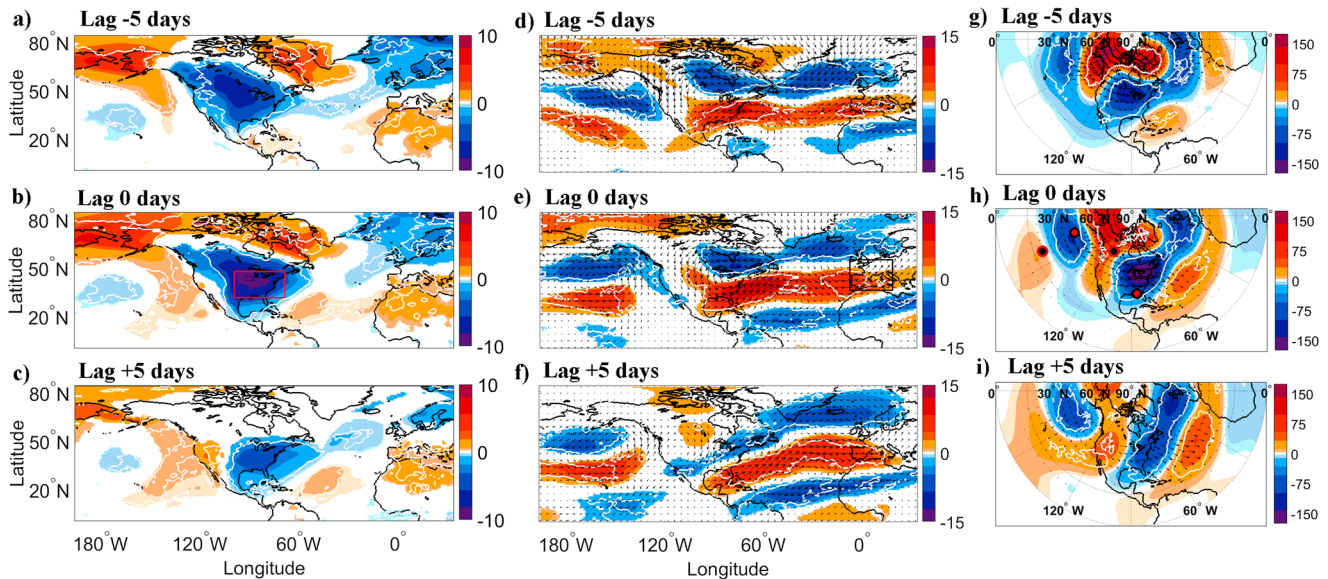 a) Lag -5 days
80° N
50° N
20° N
Latitude
10
0
-10
d) Lag -5 days
15
0
-15
Longitude
g) Lag -5 days
0° 30° N 60° N 70° N 90° N 0°
120° W 60° W
150
75
0
-75
-150
b) Lag 0 days
80° N
50° N
20° N
Latitude
10
0
-10
e) Lag 0 days
15
0
-15
h) Lag 0 days
0° 30° N 90° N 0°
120° W 60° W
150
75
0
-75
-150
c) Lag +5 days
80° N
50° N
20° N
Latitude
10
0
-10
180° W 120° W 60° W 0°
Longitude
f) Lag +5 days
15
0
-15
180° W 120° W 60° W 0°
Longitude
i) Lag +5 days
0° 30° N 90° N 0°
120° W 60° W
150
75
0
-75
-150